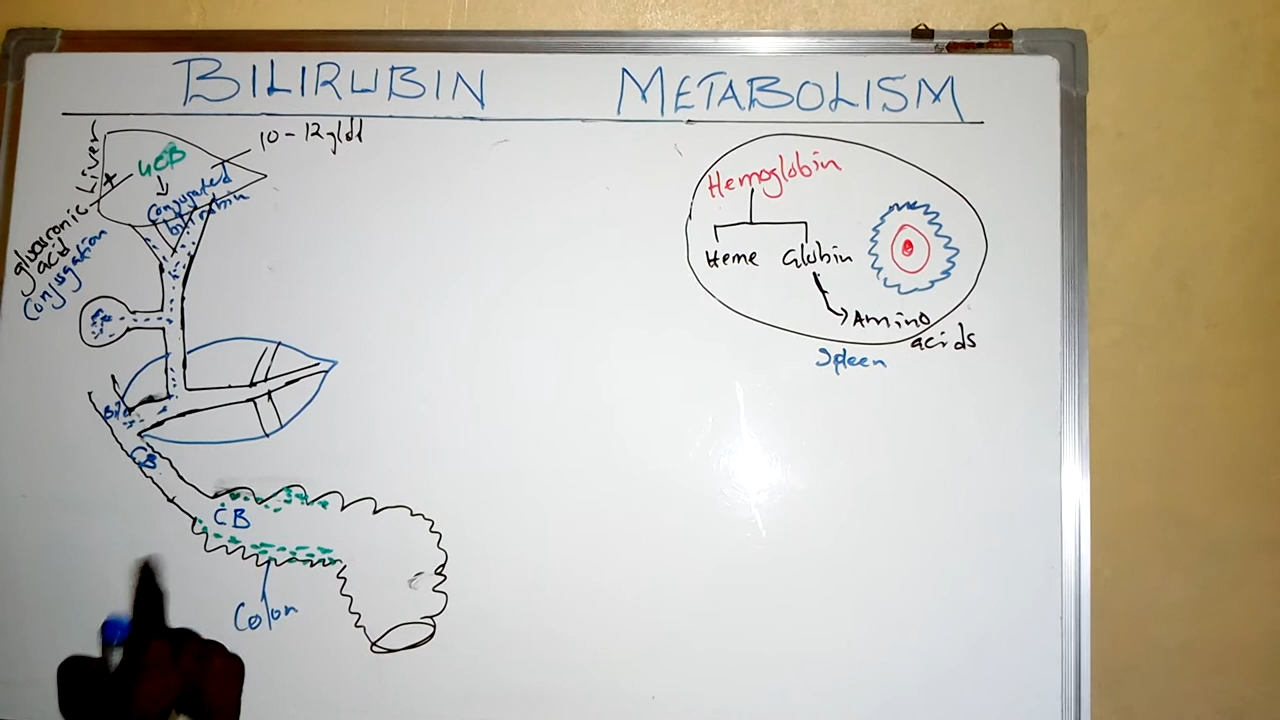 BILIRUBIN METABOLISM
Liver
UCB
10-12g/dl
+
Conjugated
bilirubin
glucuronic
acid
Conjugation
Bile
CB
CB
Colon
Hemoglobin
Heme Globin
Amino
acids
Spleen